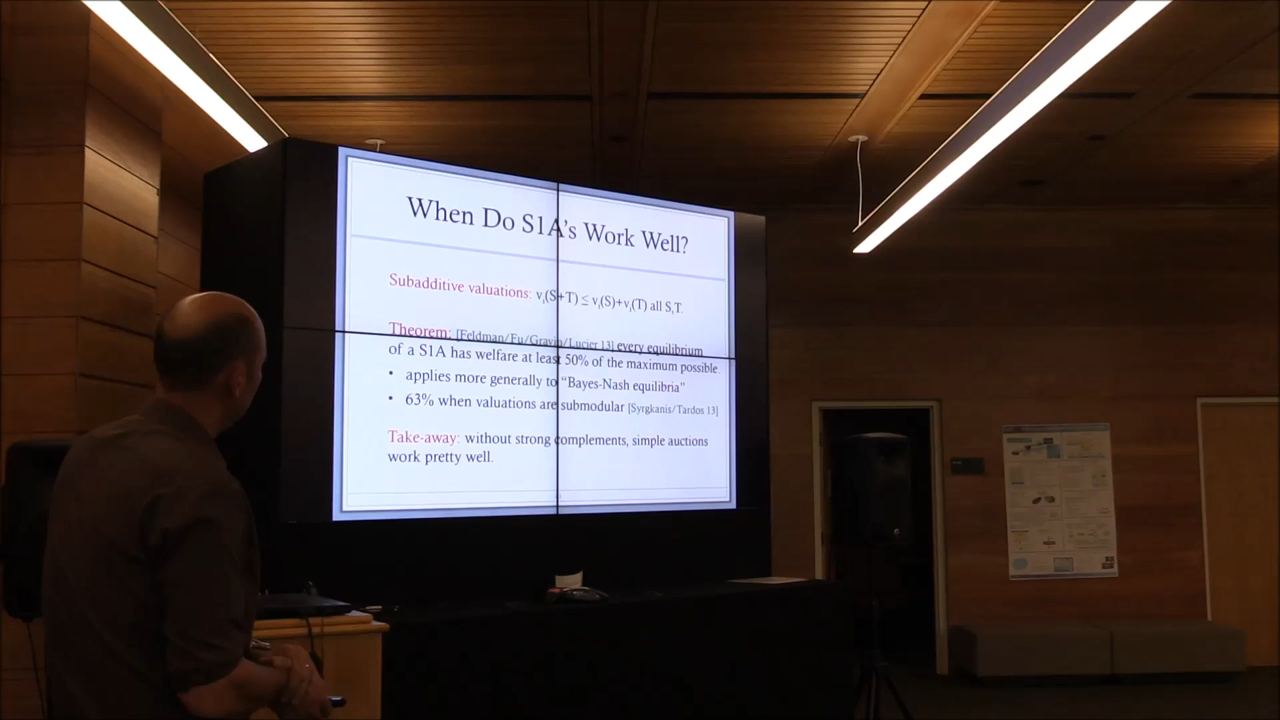 When Do S1A's Work Well?
Subadditive valuations: vᵢ(S+T) ≤ vᵢ(S)+vᵢ(T) all S,T.
Theorem: [Feldman/Fu/Gravin/Lucier 13] every equilibrium
of a S1A has welfare at least 50% of the maximum possible.
• applies more generally to “Bayes-Nash equilibria”
• 63% when valuations are submodular [Syrgkanis/Tardos 13]
Take-away: without strong complements, simple auctions
work pretty well.